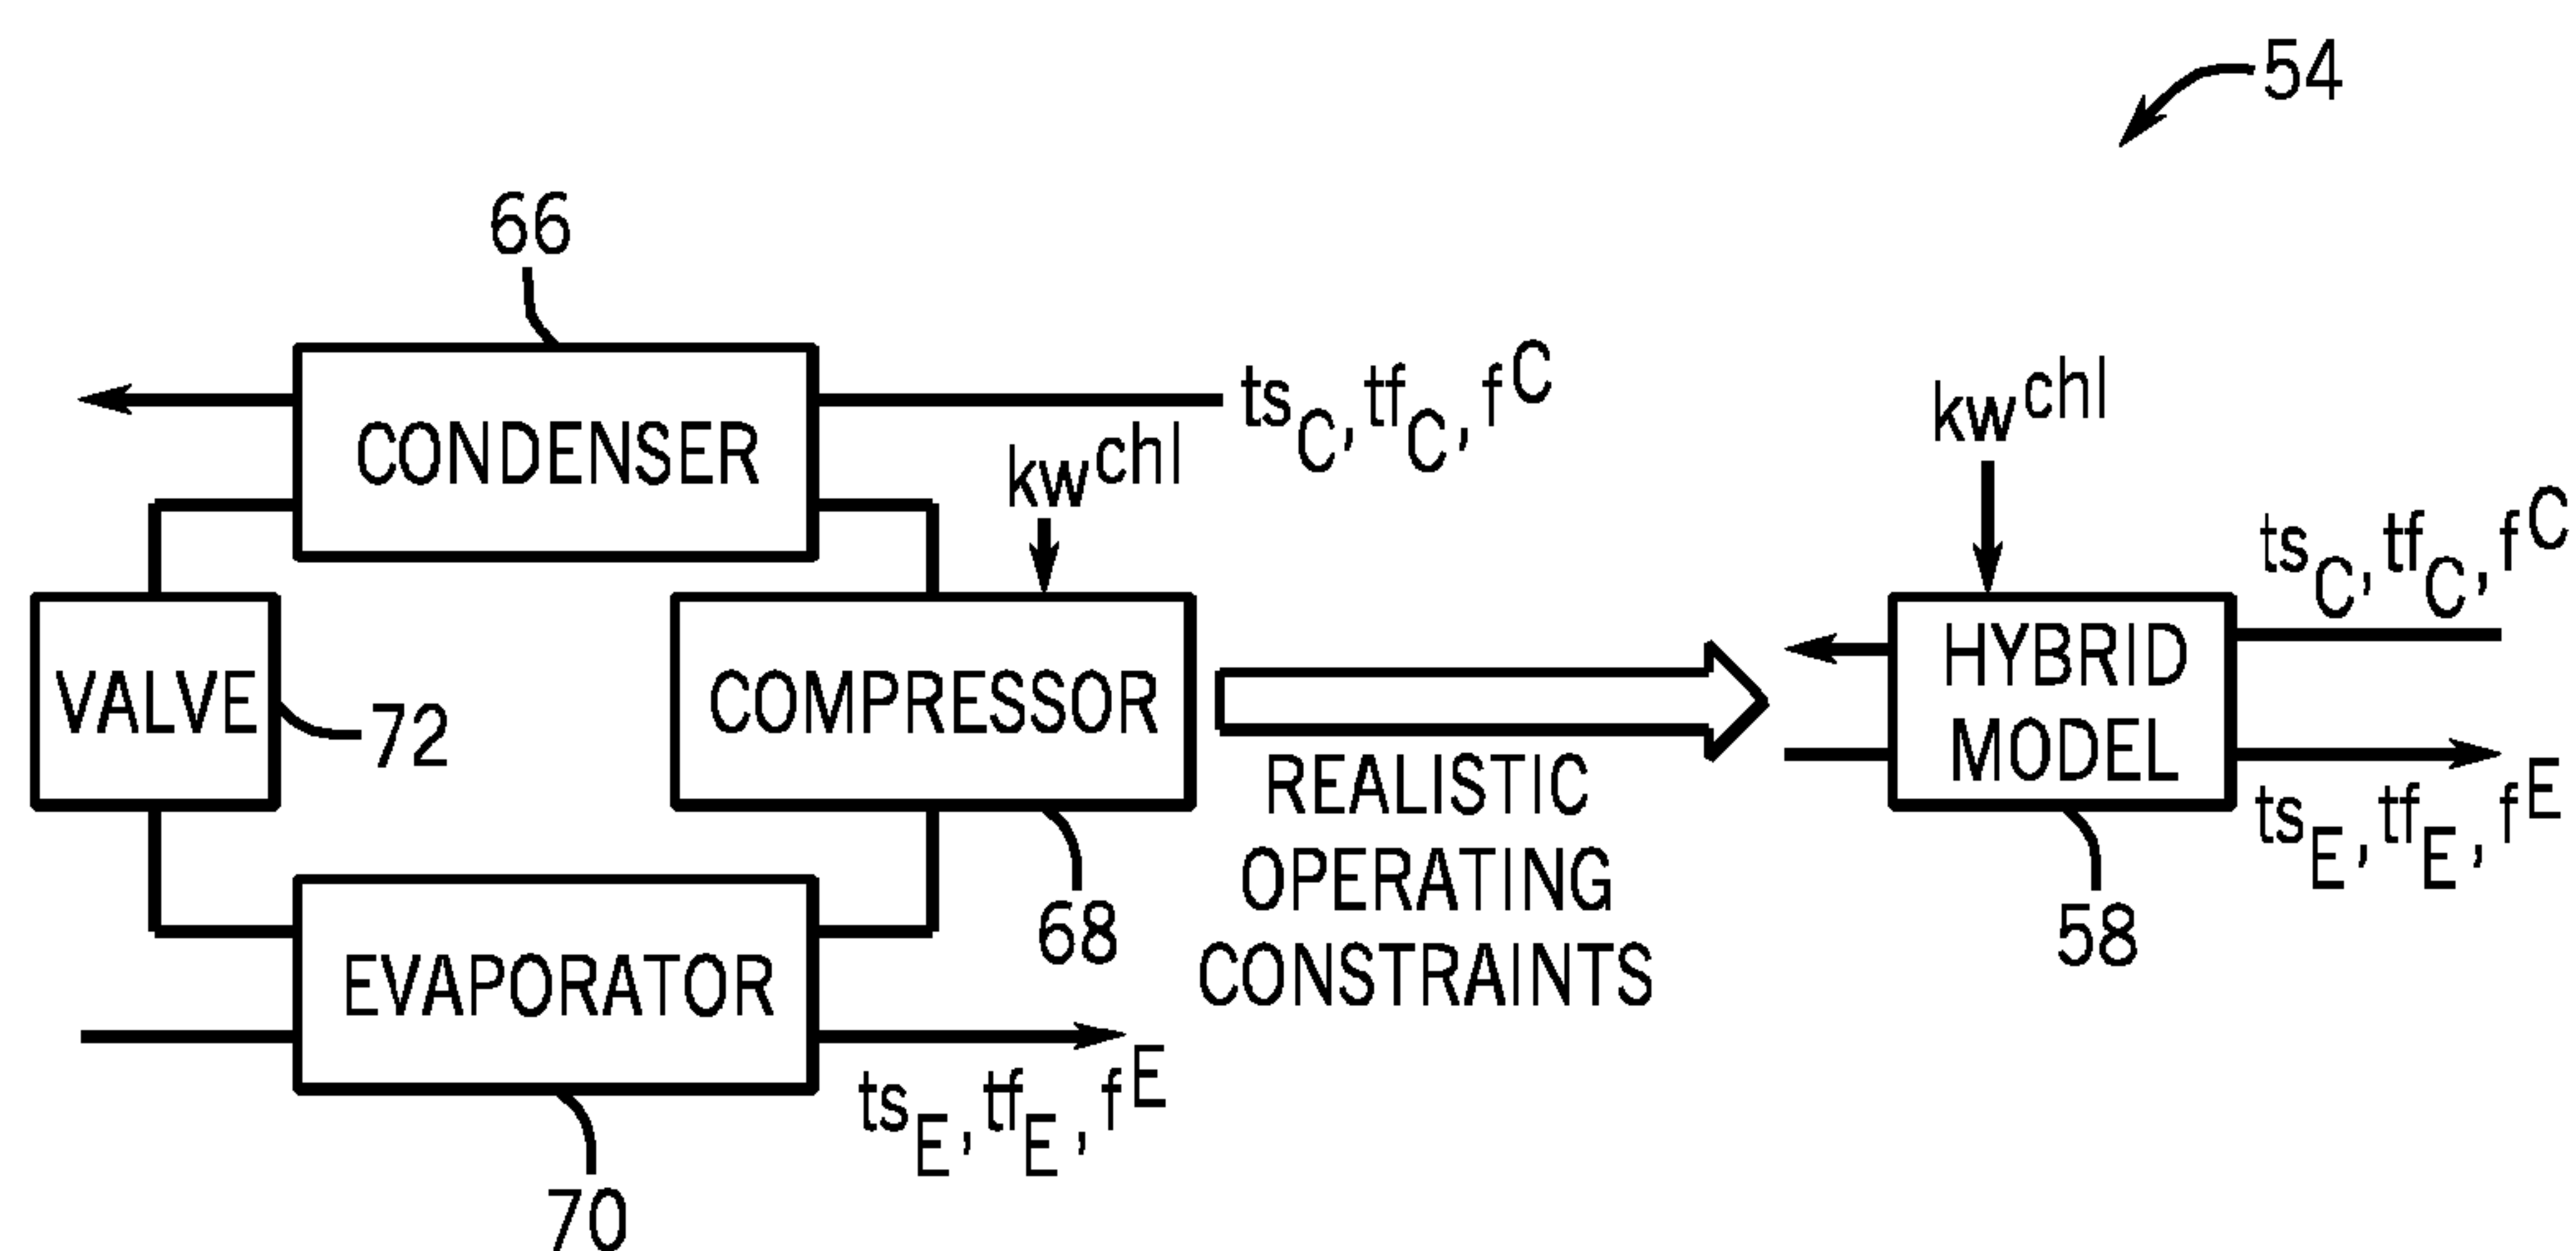 54
66
CONDENSER
ts_C, tf_C, f^C
kw^chl
kw^chl
VALVE
72
COMPRESSOR
68
REALISTIC
OPERATING
CONSTRAINTS
HYBRID
MODEL
ts_C, tf_C, f^C
ts_E, tf_E, f^E
58
EVAPORATOR
ts_E, tf_E, f^E
70